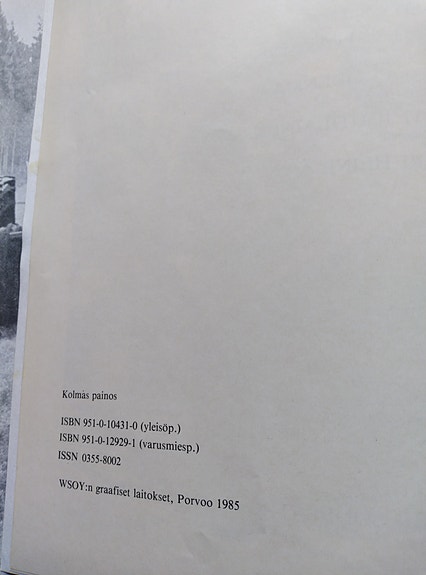 Kolmas painos
ISBN 951-0-10431-0 (yleisöp.)
ISBN 951-0-12929-1 (varusmiesp.)
ISSN 0355-8002
WSOY:n graafiset laitokset, Porvoo 1985